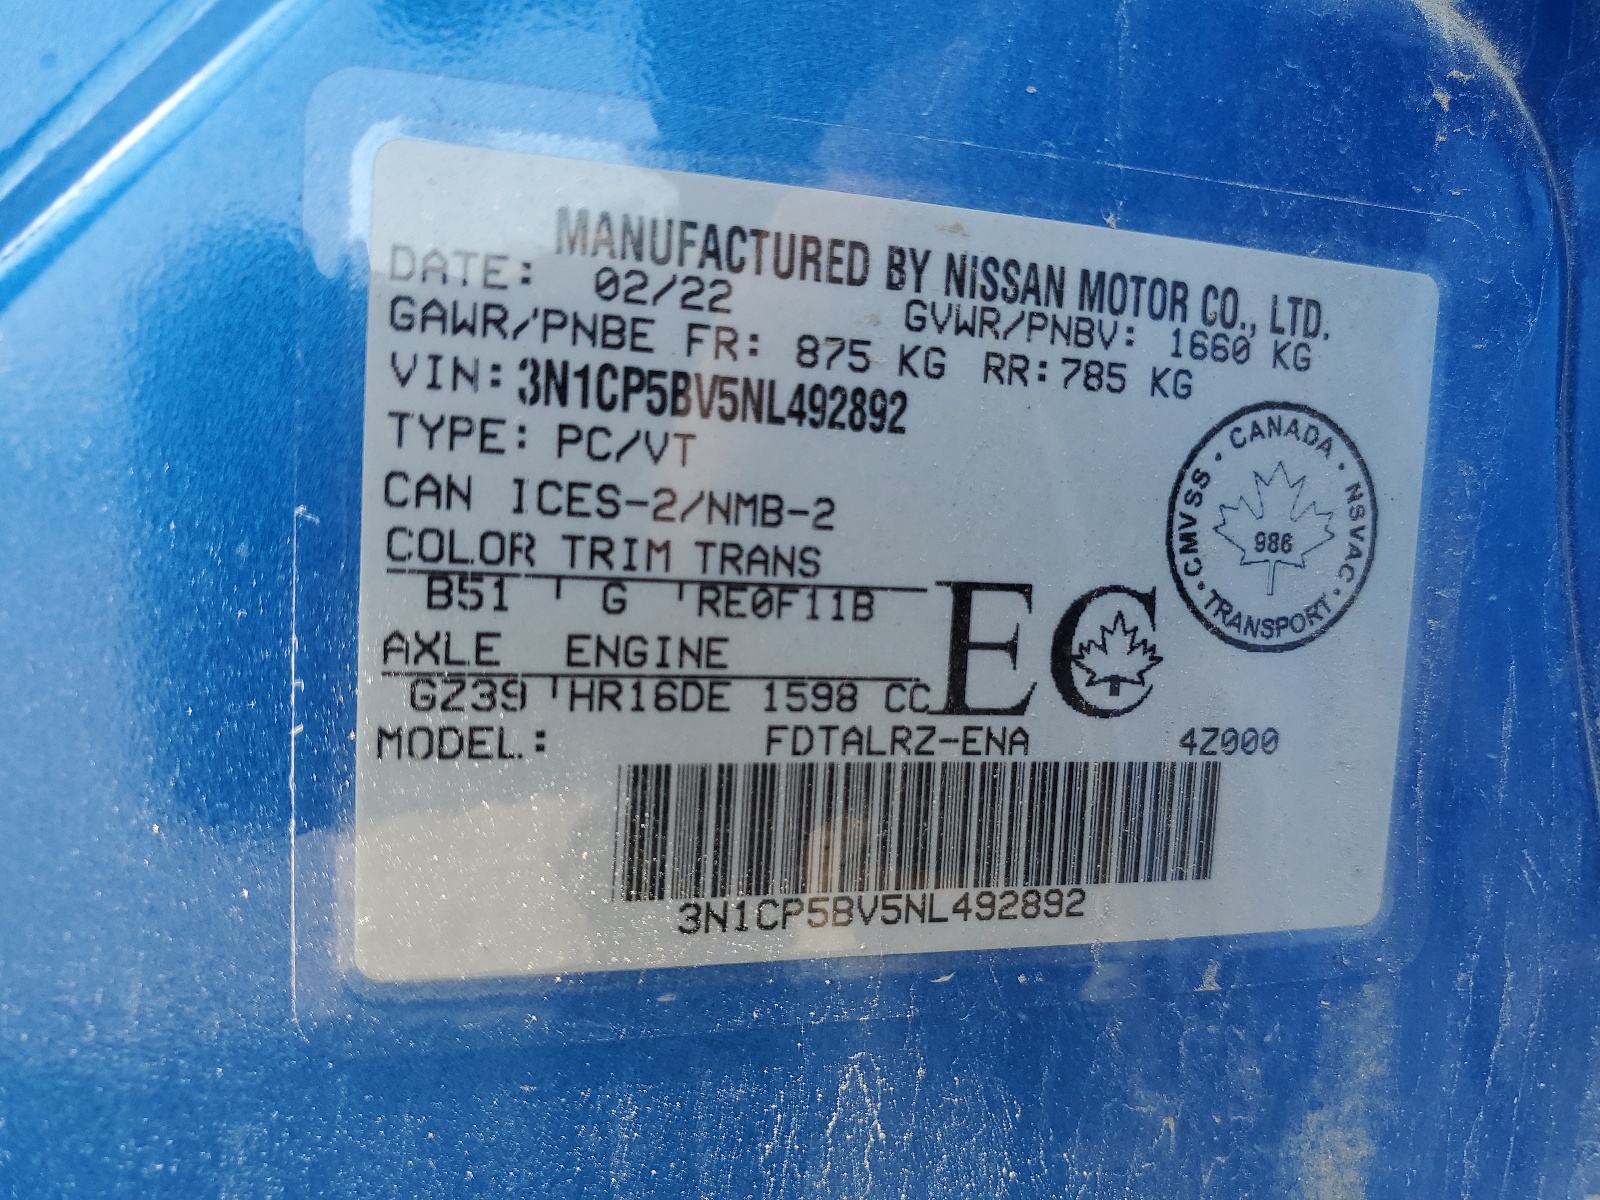 MANUFACTURED BY NISSAN MOTOR CO., LTD.
DATE: 02/22 GVWR/PNBV: 1660 KG
GAWR/PNBE FR: 875 KG RR: 785 KG
VIN: 3N1CP5BV5NL492892
TYPE: PC/VT
CAN ICES-2/NMB-2
COLOR TRIM TRANS
B51 G RE0F11B
AXLE ENGINE
GZ39 HR16DE 1598 CC
EC
CANADA · NSVAC · TRANSPORT · CMVSS ·
986
MODEL: FDTALRZ-ENA 4Z000
3N1CP5BV5NL492892